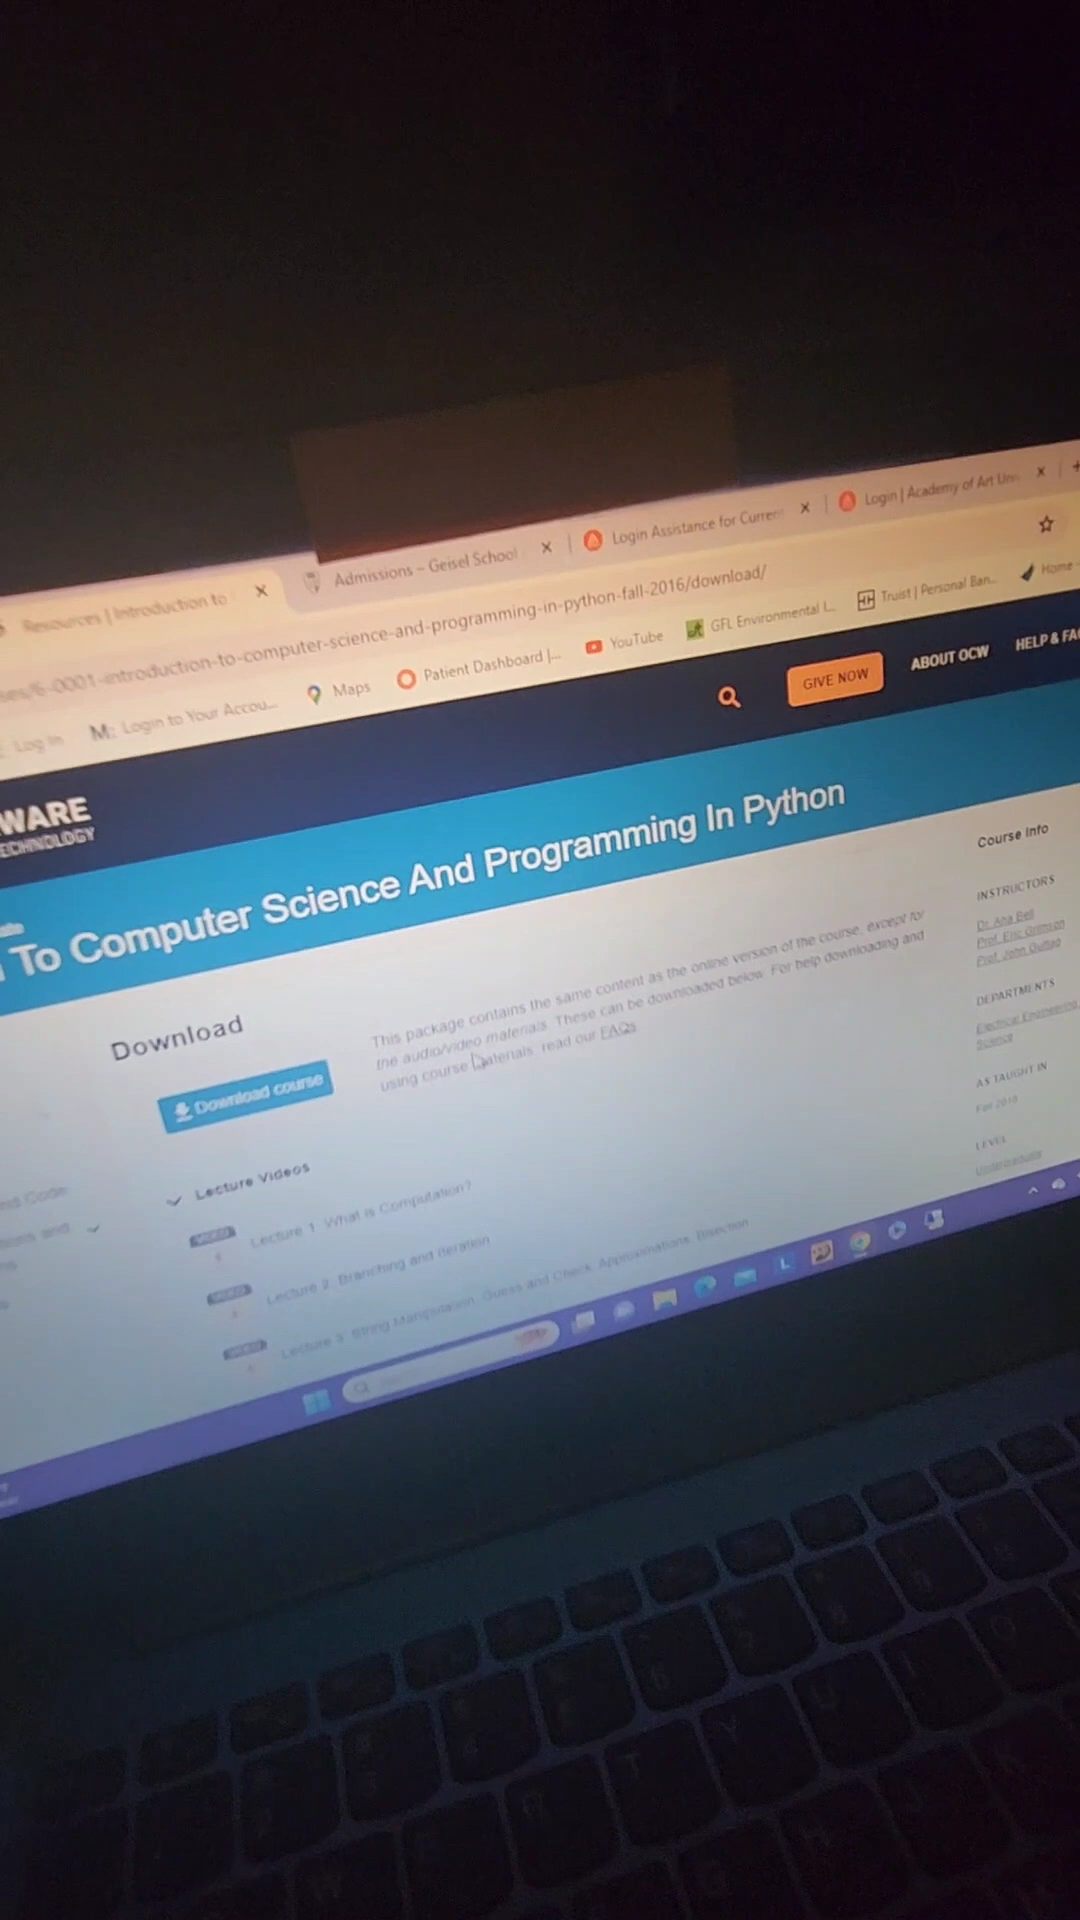 Resources | Introduction to
Admissions – Geisel School
Login Assistance for Curren
Login | Academy of Art Uni
6-0001-introduction-to-computer-science-and-programming-in-python-fall-2016/download/
Log In
M: Login to Your Accou...
Maps
Patient Dashboard |...
YouTube
GFL Environmental I...
Truist | Personal Ban...
Home
WARE
ECHNOLOGY
GIVE NOW
ABOUT OCW
HELP & FA
To Computer Science And Programming In Python
Download
Download course
This package contains the same content as the online version of the course, except for
the audio/video materials. These can be downloaded below. For help downloading and
using course materials, read our FAQs
Lecture Videos
VIDEO
Lecture 1: What is Computation?
VIDEO
Lecture 2: Branching and Iteration
VIDEO
Lecture 3: String Manipulation, Guess and Check, Approximations, Bisection
Course Info
INSTRUCTORS
Dr. Ana Bell
Prof. Eric Grimson
Prof. John Guttag
DEPARTMENTS
Electrical Engineering
Science
AS TAUGHT IN
Fall 2016
LEVEL
Undergraduate